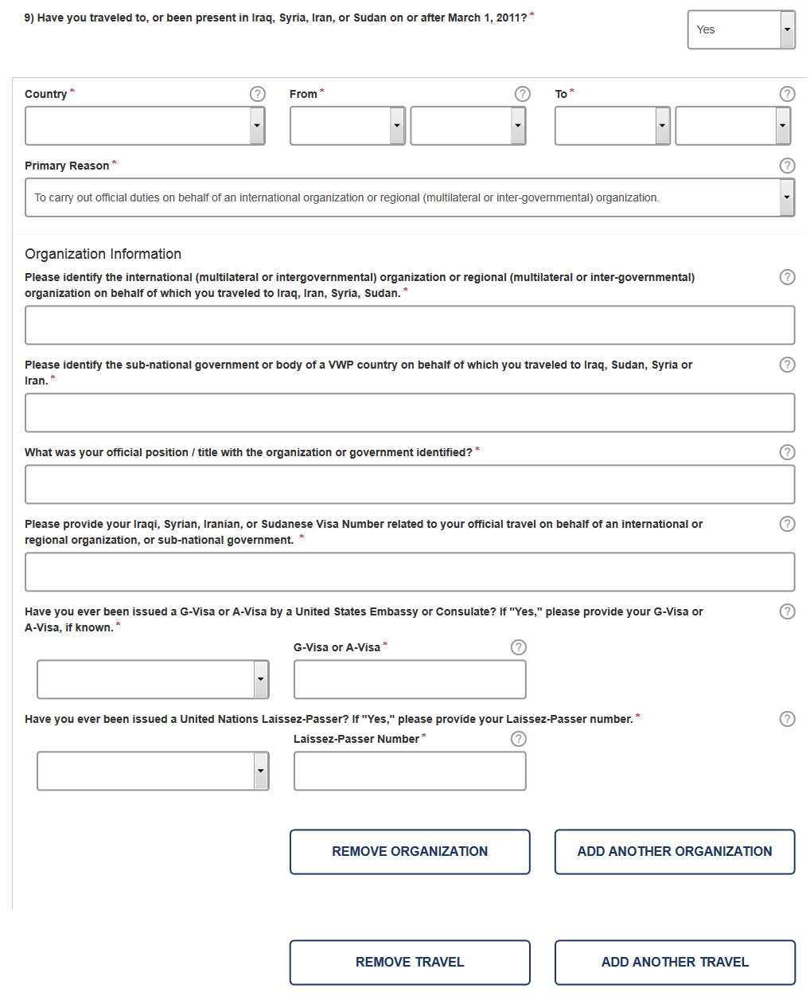 9) Have you traveled to, or been present in Iraq, Syria, Iran, or Sudan on or after March 1, 2011? *
Yes
Country * ? From * ? To * ?
Primary Reason * ?
To carry out official duties on behalf of an international organization or regional (multilateral or inter-governmental) organization.
Organization Information
Please identify the international (multilateral or intergovernmental) organization or regional (multilateral or inter-governmental) ?
organization on behalf of which you traveled to Iraq, Iran, Syria, Sudan. *
Please identify the sub-national government or body of a VWP country on behalf of which you traveled to Iraq, Sudan, Syria or ?
Iran. *
What was your official position / title with the organization or government identified? * ?
Please provide your Iraqi, Syrian, Iranian, or Sudanese Visa Number related to your official travel on behalf of an international or ?
regional organization, or sub-national government. *
Have you ever been issued a G-Visa or A-Visa by a United States Embassy or Consulate? If "Yes," please provide your G-Visa or ?
A-Visa, if known. *
G-Visa or A-Visa * ?
Have you ever been issued a United Nations Laissez-Passer? If "Yes," please provide your Laissez-Passer number. * ?
Laissez-Passer Number * ?
REMOVE ORGANIZATION ADD ANOTHER ORGANIZATION
REMOVE TRAVEL ADD ANOTHER TRAVEL